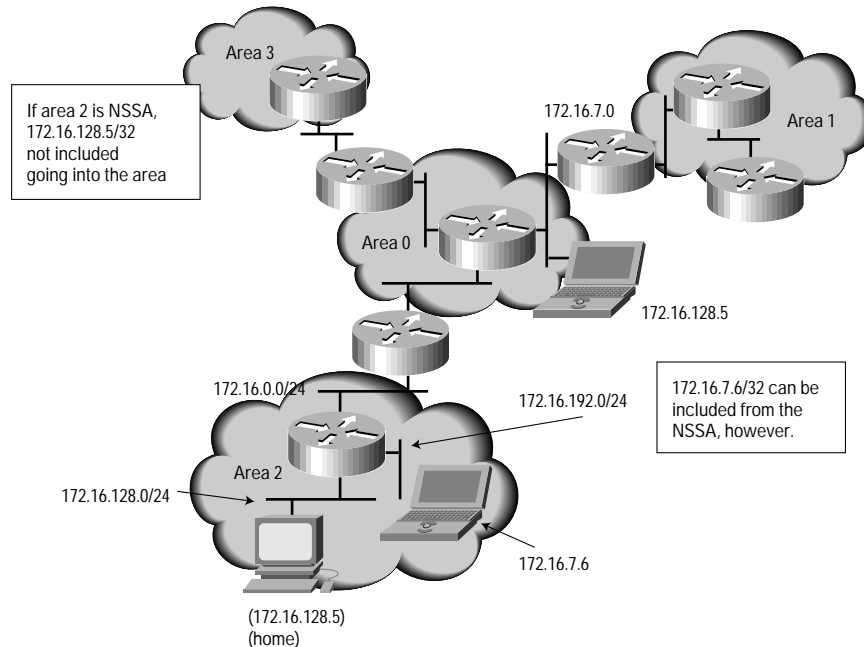 Area 3
If area 2 is NSSA,
172.16.128.5/32
not included
going into the area
172.16.7.0
Area 1
Area 0
172.16.128.5
172.16.0.0/24
172.16.192.0/24
172.16.7.6/32 can be
included from the
NSSA, however.
Area 2
172.16.128.0/24
172.16.7.6
(172.16.128.5)
(home)